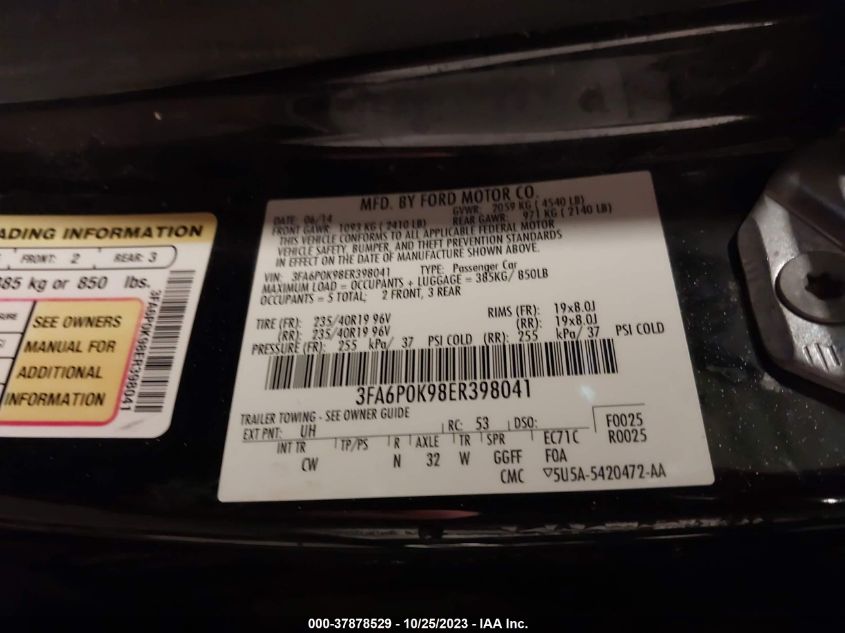 MFD. BY FORD MOTOR CO.
DATE: 06/14 GVWR: 2059 KG ( 4540 LB)
FRONT GAWR: 1093 KG ( 2410 LB) REAR GAWR: 971 KG ( 2140 LB)
THIS VEHICLE CONFORMS TO ALL APPLICABLE FEDERAL MOTOR
VEHICLE SAFETY, BUMPER, AND THEFT PREVENTION STANDARDS
IN EFFECT ON THE DATE OF MANUFACTURE SHOWN ABOVE.
VIN: 3FA6P0K98ER398041 TYPE: Passenger Car
MAXIMUM LOAD = OCCUPANTS + LUGGAGE = 385KG/ 850LB
OCCUPANTS = 5 TOTAL; 2 FRONT, 3 REAR
TIRE (FR): 235/40R19 96V RIMS (FR): 19x8.0J
(RR): 235/40R19 96V (RR): 19x8.0J
PRESSURE (FR): 255 kPa/ 37 PSI COLD (RR): 255 kPa/ 37 PSI COLD
3FA6P0K98ER398041
TRAILER TOWING - SEE OWNER GUIDE
EXT PNT: UH RC: 53 DSO: F0025
INT TR TP/PS R AXLE TR SPR EC71C R0025
CW N 32 W GGFF F0A
CMC ▽5U5A-5420472-AA
ADING INFORMATION
FRONT: 2 REAR: 3
385 kg or 850 lbs.
SEE OWNERS
MANUAL FOR
ADDITIONAL
INFORMATION
3FA6P0K98ER398041
000-37878529 - 10/25/2023 - IAA Inc.